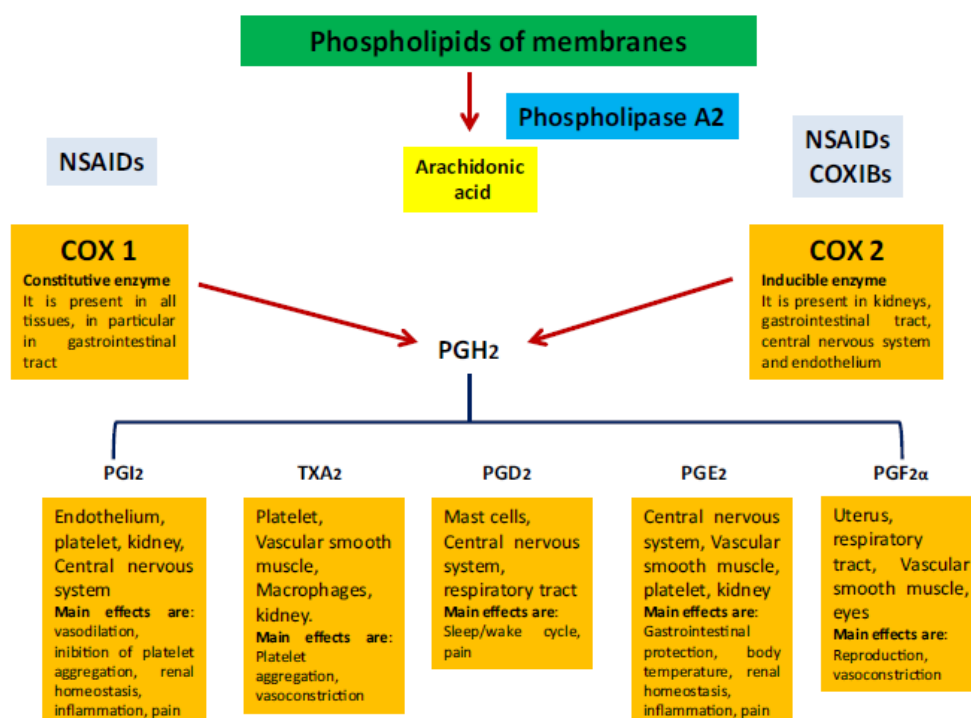 Phospholipids of membranes
Phospholipase A2
NSAIDs
Arachidonic
acid
NSAIDs
COXIBs
COX 1
Constitutive enzyme
It is present in all
tissues, in particular
in gastrointestinal
tract
COX 2
Inducible enzyme
It is present in kidneys,
gastrointestinal tract,
central nervous system
and endothelium
PGH2
PGI2
TXA2
PGD2
PGE2
PGF2α
Endothelium,
platelet, kidney,
Central nervous
system
Main effects are:
vasodilation,
inibition of platelet
aggregation, renal
homeostasis,
inflammation, pain
Platelet,
Vascular smooth
muscle,
Macrophages,
kidney.
Main effects are:
Platelet
aggregation,
vasoconstriction
Mast cells,
Central nervous
system,
respiratory tract
Main effects are:
Sleep/wake cycle,
pain
Central nervous
system, Vascular
smooth muscle,
platelet, kidney
Main effects are:
Gastrointestinal
protection, body
temperature, renal
homeostasis,
inflammation, pain
Uterus,
respiratory
tract, Vascular
smooth muscle,
eyes
Main effects are:
Reproduction,
vasoconstriction